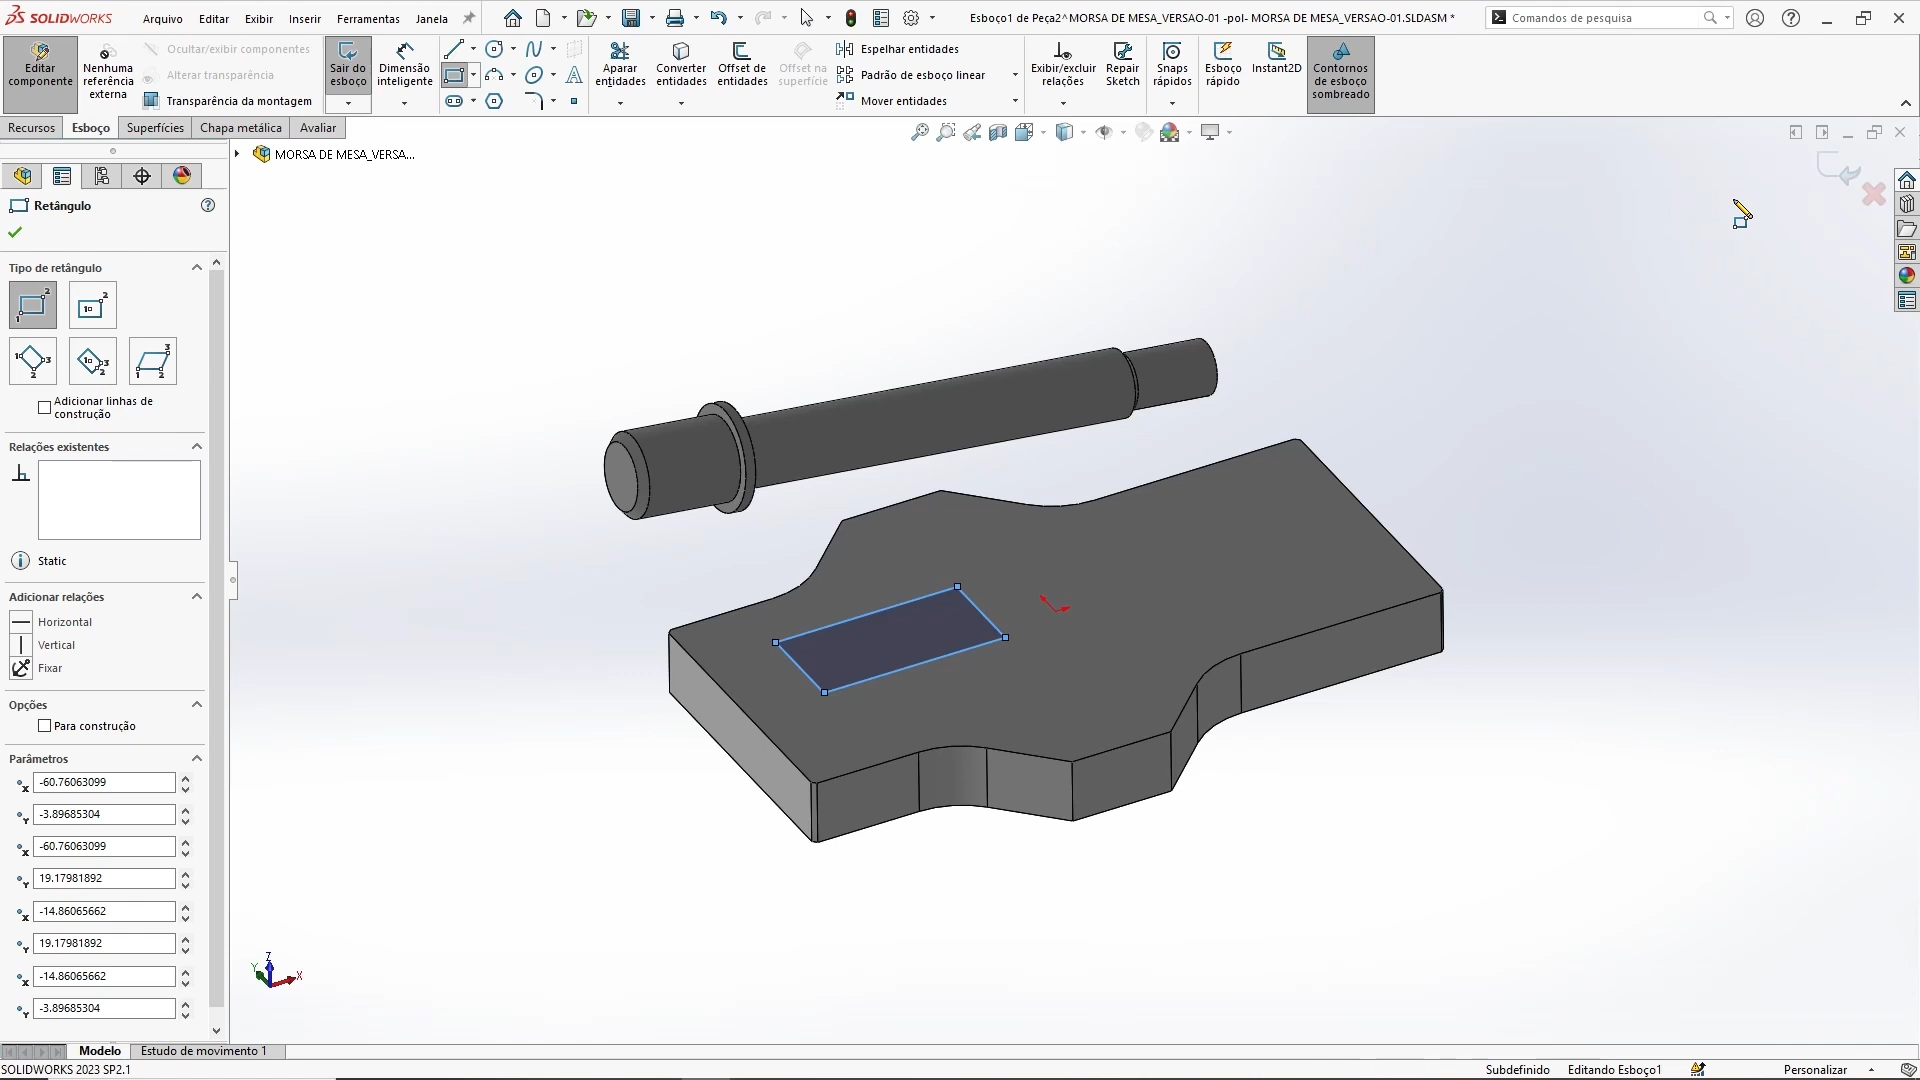 SOLIDWORKS
Arquivo Editar Exibir Inserir Ferramentas Janela
Esboço1 de Peça2^MORSA DE MESA_VERSAO-01 -pol- MORSA DE MESA_VERSAO-01.SLDASM *
Comandos de pesquisa
Editar componente
Nenhuma referência externa
Ocultar/exibir componentes
Alterar transparência
Transparência da montagem
Sair do esboço
Dimensão inteligente
Aparar entidades
Converter entidades
Offset de entidades
Offset na superfície
Espelhar entidades
Padrão de esboço linear
Mover entidades
Exibir/excluir relações
Repair Sketch
Snaps rápidos
Esboço rápido
Instant2D
Contornos de esboço sombreado
Recursos Esboço Superfícies Chapa metálica Avaliar
MORSA DE MESA_VERSA...
Retângulo
Tipo de retângulo
Adicionar linhas de
construção
Relações existentes
Static
Adicionar relações
Horizontal
Vertical
Fixar
Opções
Para construção
Parâmetros
-60.76063099
-3.89685304
-60.76063099
19.17981892
-14.86065662
19.17981892
-14.86065662
-3.89685304
Z
Y X
Modelo Estudo de movimento 1
SOLIDWORKS 2023 SP2.1
Subdefinido Editando Esboço1 Personalizar